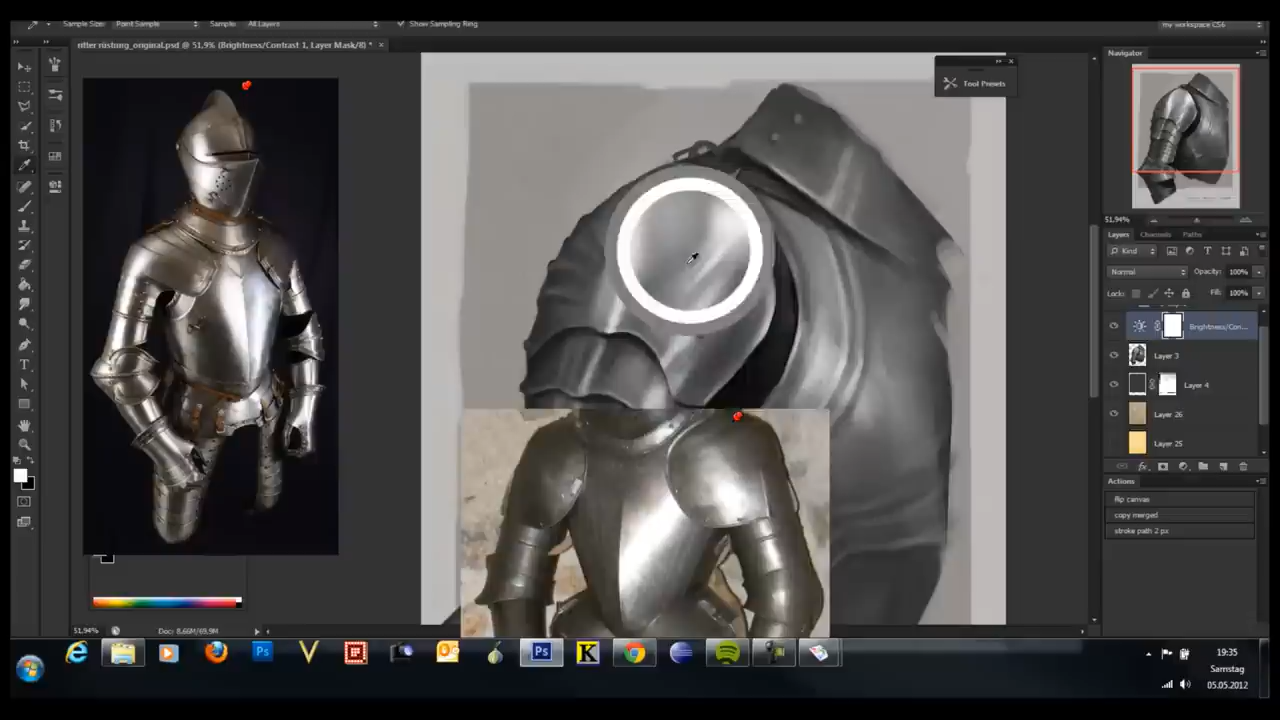 Sample Size: Point Sample Sample: All Layers Show Sampling Ring my workspace CS6
ritter rüstung_original.psd @ 51,9% (Brightness/Contrast 1, Layer Mask/8) * ×
Tool Presets
Navigator
51,94%
Layers Channels Paths
Kind
Normal Opacity: 100%
Lock: Fill: 100%
Brightness/Con...
Layer 3
Layer 4
Layer 26
Layer 25
fx
Actions
flip canvas
copy merged
stroke path 2 px
51,94% Doc: 8,66M/69,9M
Ps Ps K
19:35
Samstag
05.05.2012